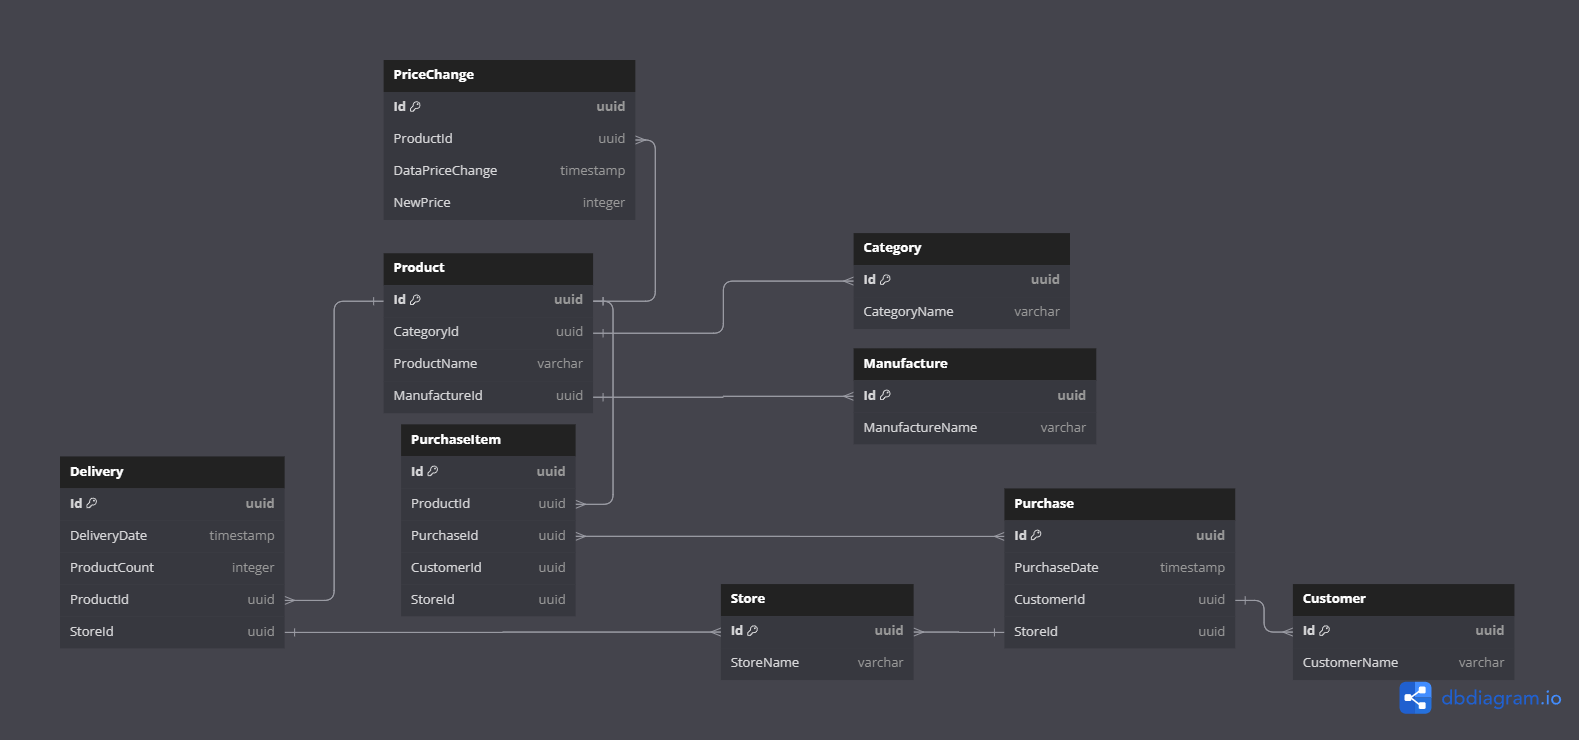 PriceChange
Id uuid
ProductId uuid
DataPriceChange timestamp
NewPrice integer
Product
Id uuid
CategoryId uuid
ProductName varchar
ManufactureId uuid
Category
Id uuid
CategoryName varchar
Manufacture
Id uuid
ManufactureName varchar
PurchaseItem
Id uuid
ProductId uuid
PurchaseId uuid
CustomerId uuid
StoreId uuid
Delivery
Id uuid
DeliveryDate timestamp
ProductCount integer
ProductId uuid
StoreId uuid
Purchase
Id uuid
PurchaseDate timestamp
CustomerId uuid
StoreId uuid
Store
Id uuid
StoreName varchar
Customer
Id uuid
CustomerName varchar
dbdiagram.io